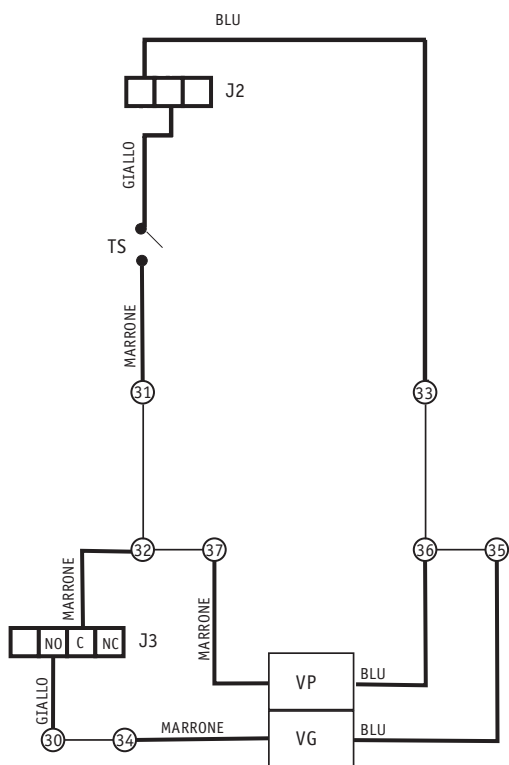 BLU
J2
GIALLO
TS
MARRONE
31
33
32
37
36
35
MARRONE
NO C NC
J3
MARRONE
VP
BLU
GIALLO
30
34
MARRONE
VG
BLU